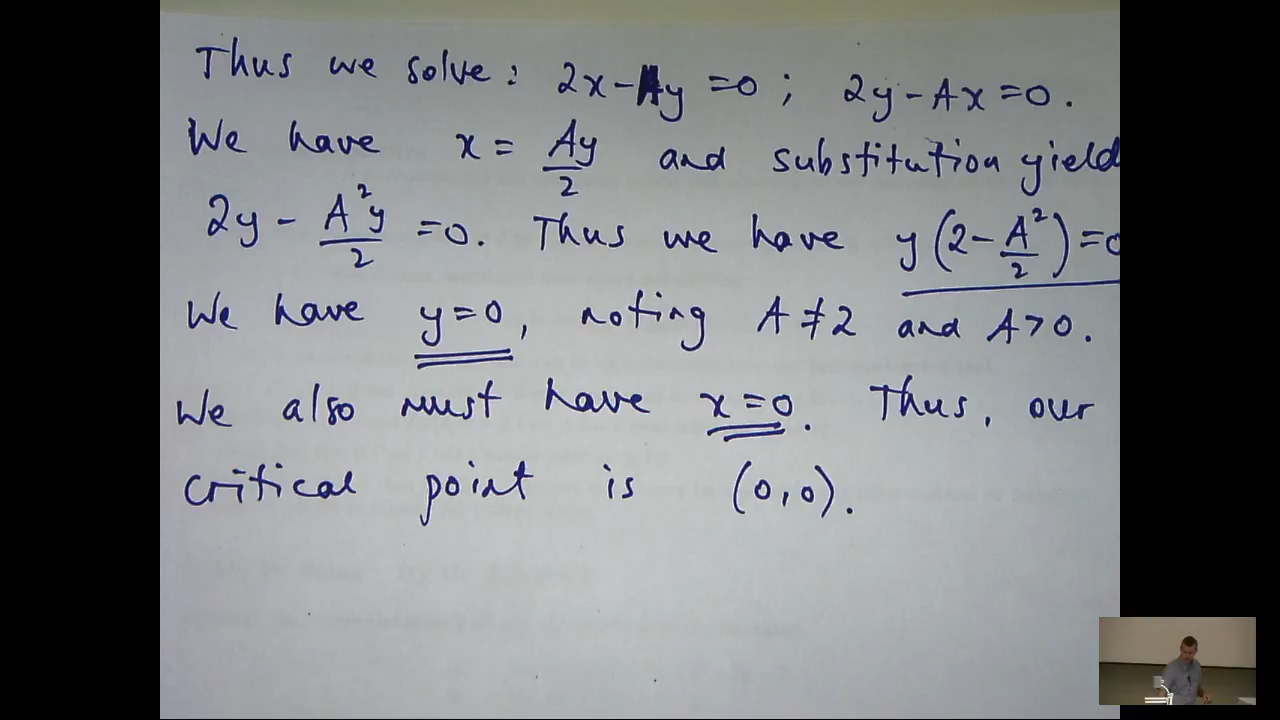 Thus we solve: 2x-Ay=0; 2y-Ax=0.
We have x = Ay/2 and substitution yield
2y - A²y/2 =0. Thus we have y(2-A²/2)=0
We have y=0, noting A≠2 and A>0.
We also must have x=0. Thus, our
critical point is (0,0).